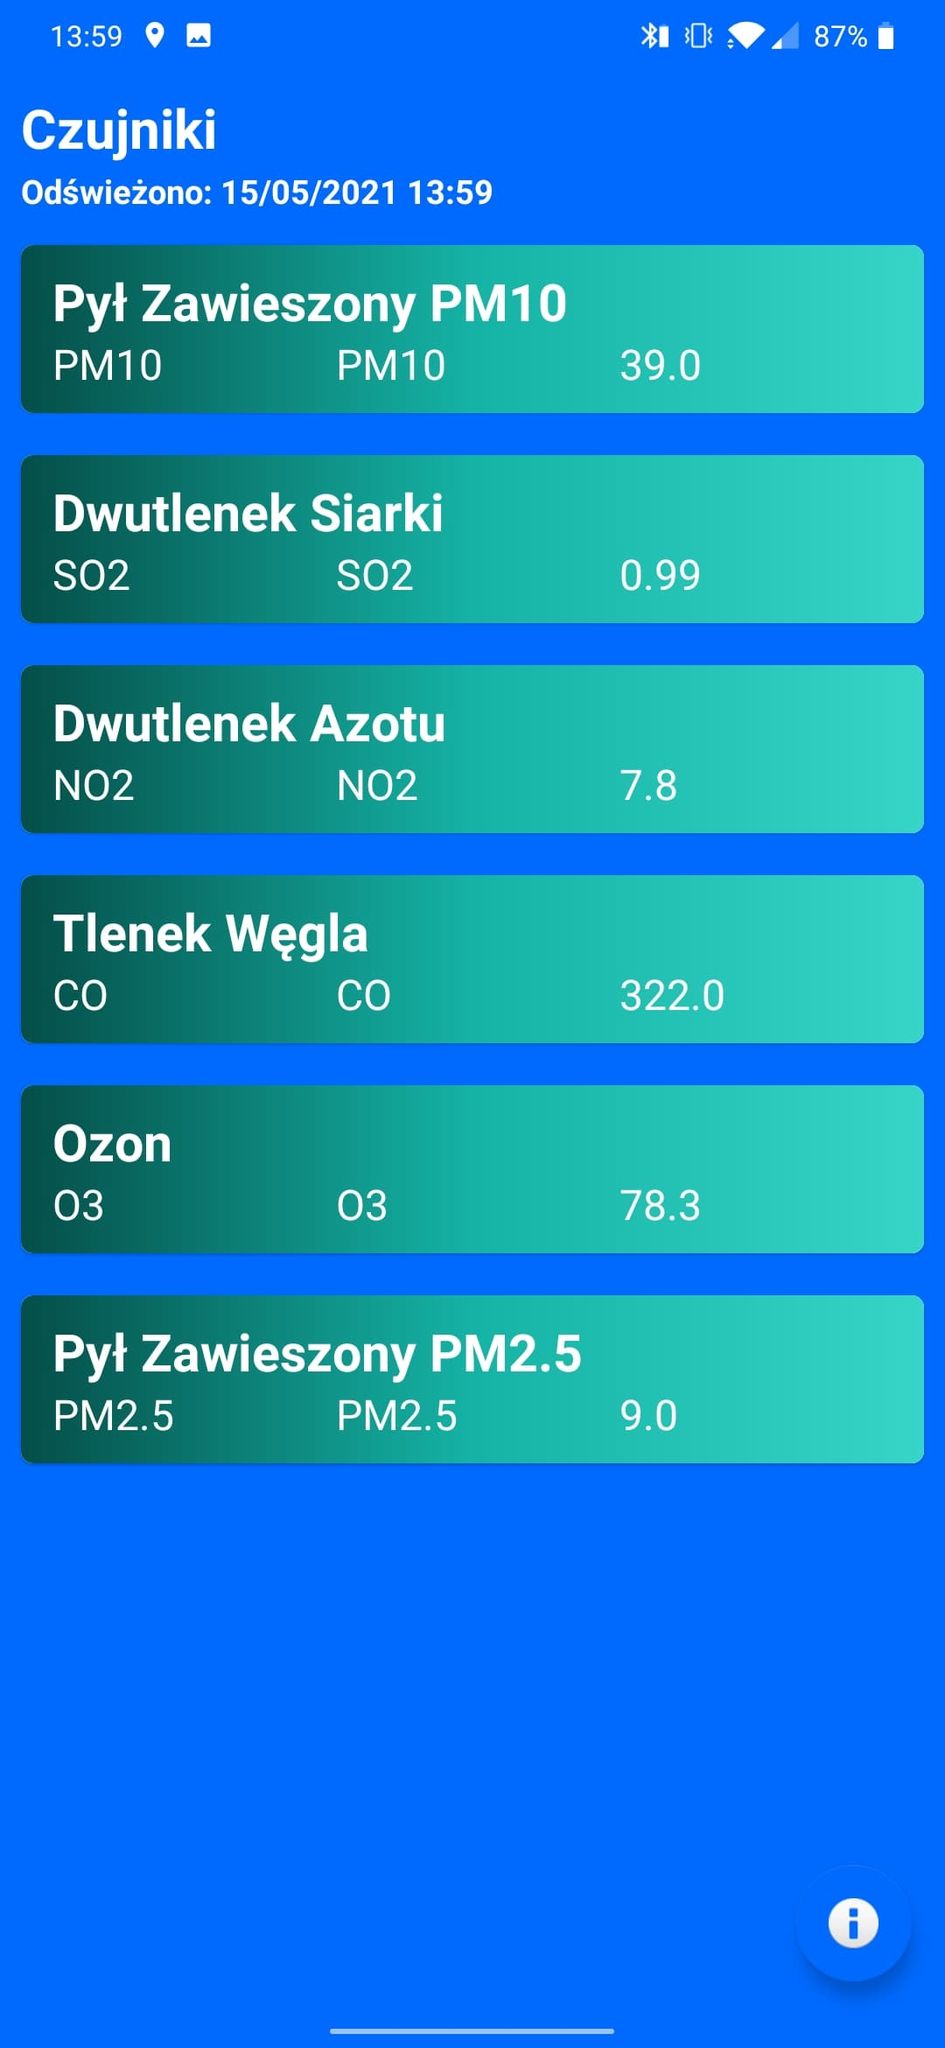 13:59 87%
Czujniki
Odświeżono: 15/05/2021 13:59
Pył Zawieszony PM10
PM10 PM10 39.0
Dwutlenek Siarki
SO2 SO2 0.99
Dwutlenek Azotu
NO2 NO2 7.8
Tlenek Węgla
CO CO 322.0
Ozon
O3 O3 78.3
Pył Zawieszony PM2.5
PM2.5 PM2.5 9.0